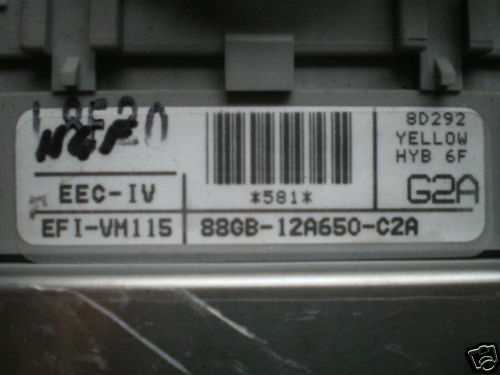 8D292
YELLOW
HYB 6F
*581*
G2A
EEC-IV
EFI-VM115
88GB-12A650-C2A